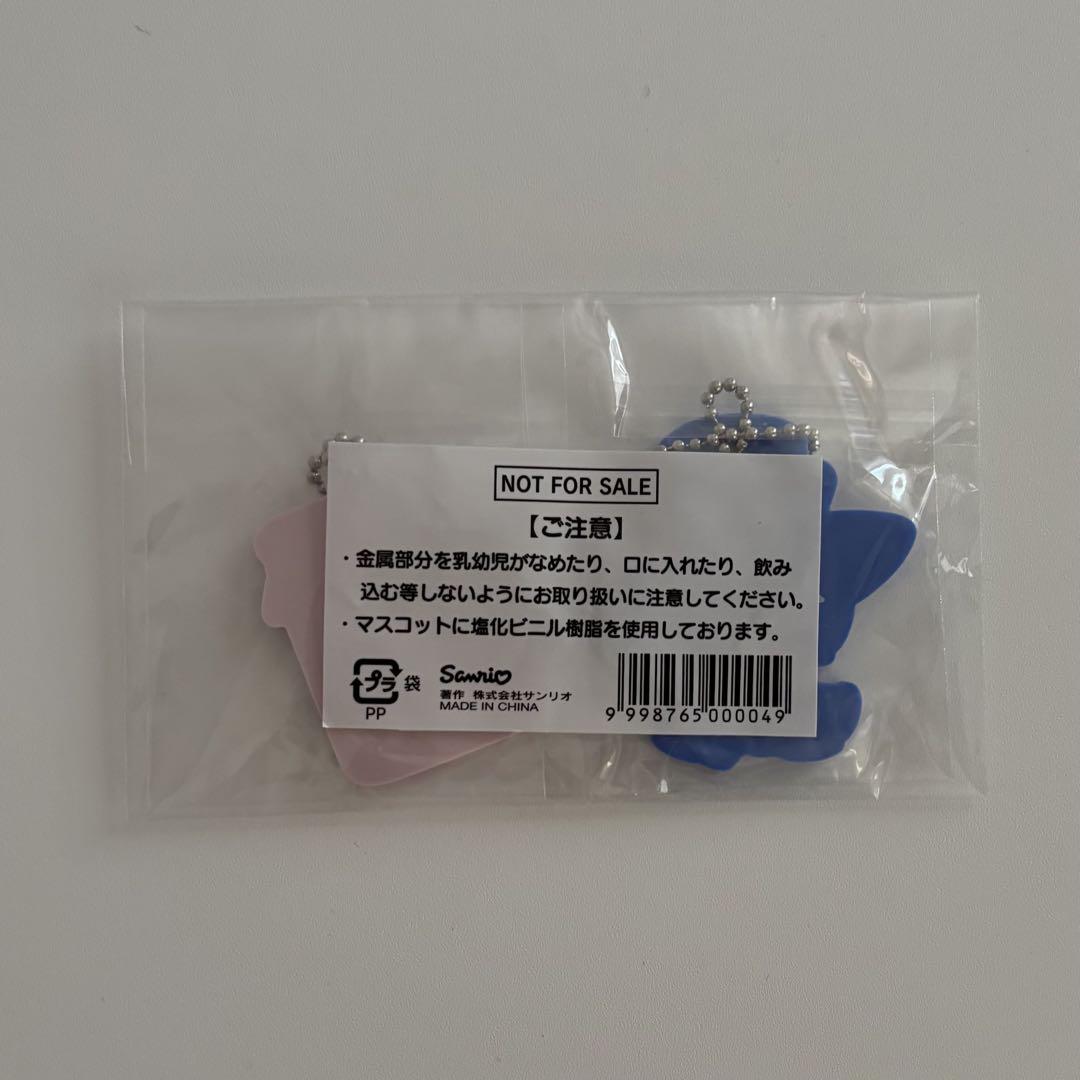 NOT FOR SALE
【ご注意】
・金属部分を乳幼児がなめたり、口に入れたり、飲み
込む等しないようにお取り扱いに注意してください。
・マスコットに塩化ビニル樹脂を使用しております。
プラ 袋
PP
Sanrio
著作 株式会社サンリオ
MADE IN CHINA
9 998765 000049